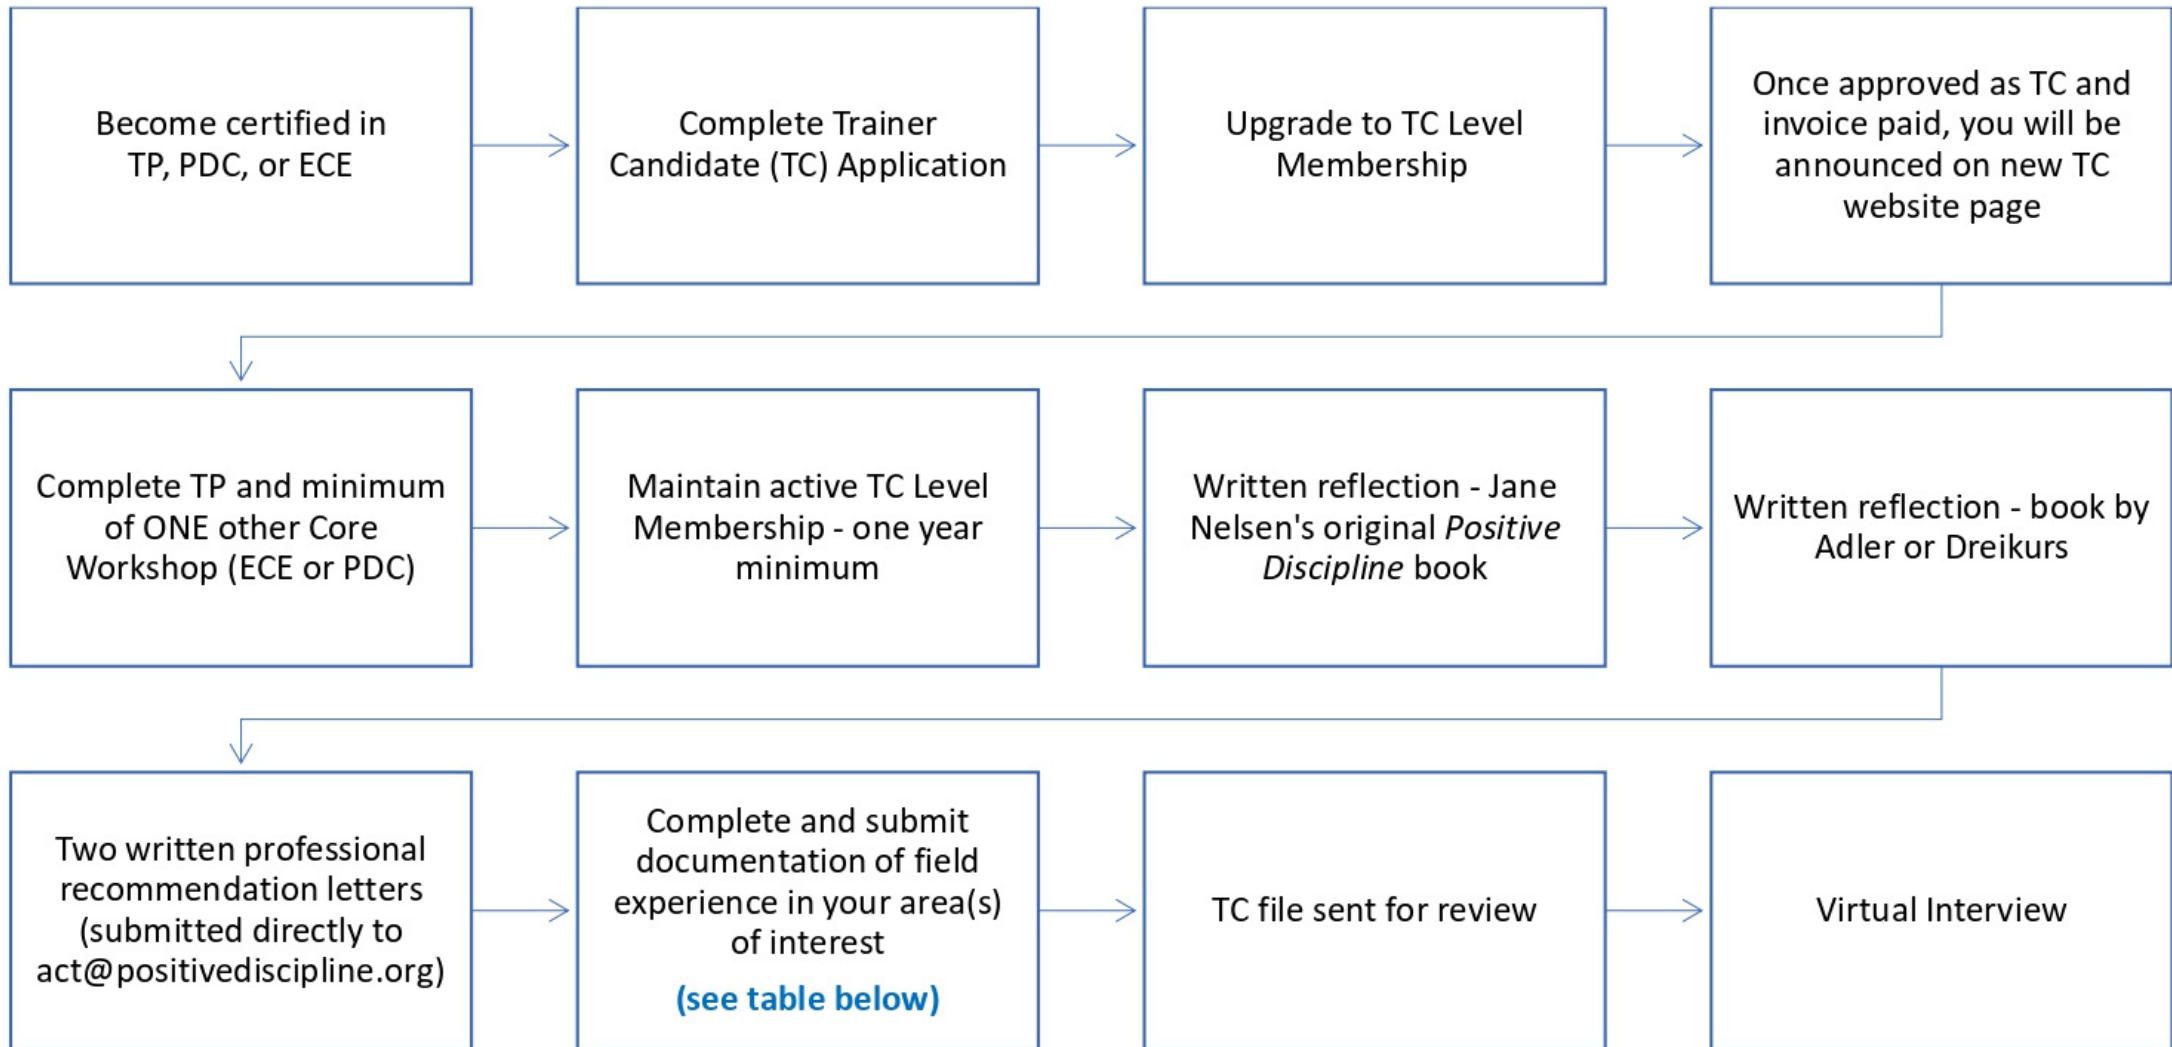 Become certified in
TP, PDC, or ECE
Complete Trainer
Candidate (TC) Application
Upgrade to TC Level
Membership
Once approved as TC and
invoice paid, you will be
announced on new TC
website page
Complete TP and minimum
of ONE other Core
Workshop (ECE or PDC)
Maintain active TC Level
Membership - one year
minimum
Written reflection - Jane
Nelsen's original Positive
Discipline book
Written reflection - book by
Adler or Dreikurs
Two written professional
recommendation letters
(submitted directly to
act@positivediscipline.org)
Complete and submit
documentation of field
experience in your area(s)
of interest
(see table below)
TC file sent for review
Virtual Interview